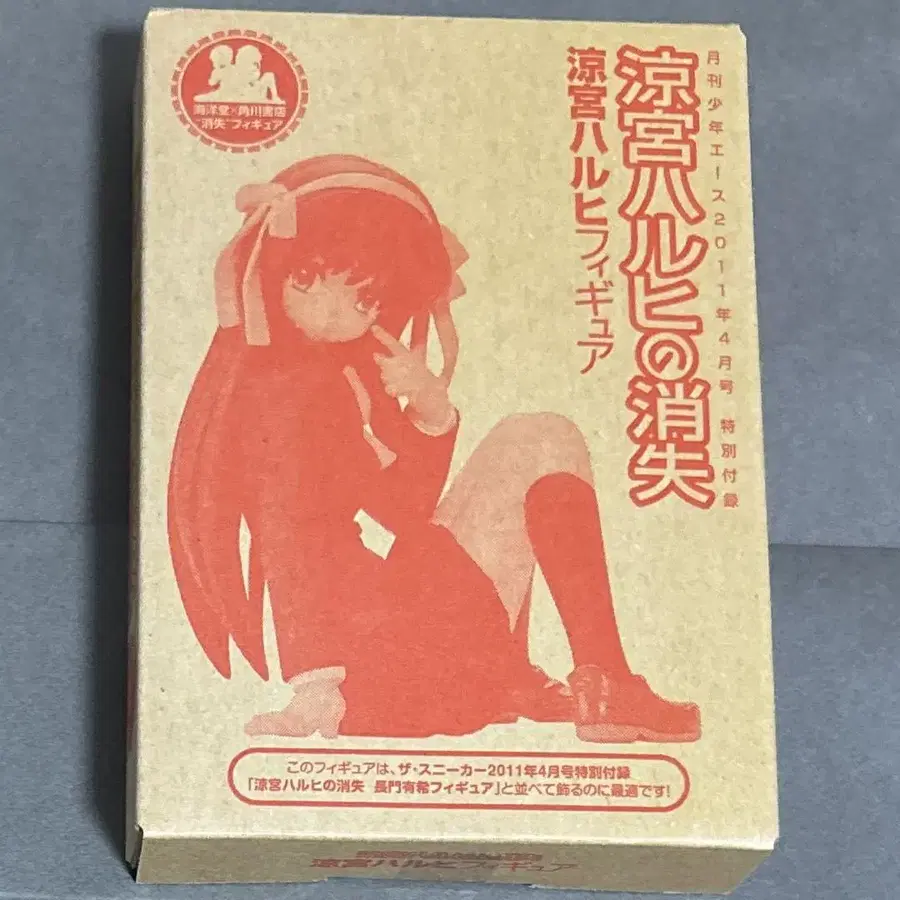 月刊少年エース2011年4月号 特別付録
涼宮ハルヒの消失
涼宮ハルヒフィギュア
海洋堂×角川書店
"消失"フィギュア
このフィギュアは、ザ・スニーカー2011年4月号特別付録
「涼宮ハルヒの消失 長門有希フィギュア」と並べて飾るのに最適です!
涼宮ハルヒフィギュア